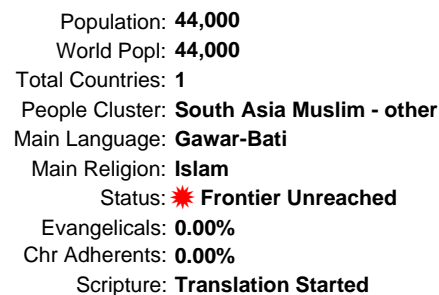 Population: 44,000
World Popl: 44,000
Total Countries: 1
People Cluster: South Asia Muslim - other
Main Language: Gawar-Bati
Main Religion: Islam
Status: Frontier Unreached
Evangelicals: 0.00%
Chr Adherents: 0.00%
Scripture: Translation Started